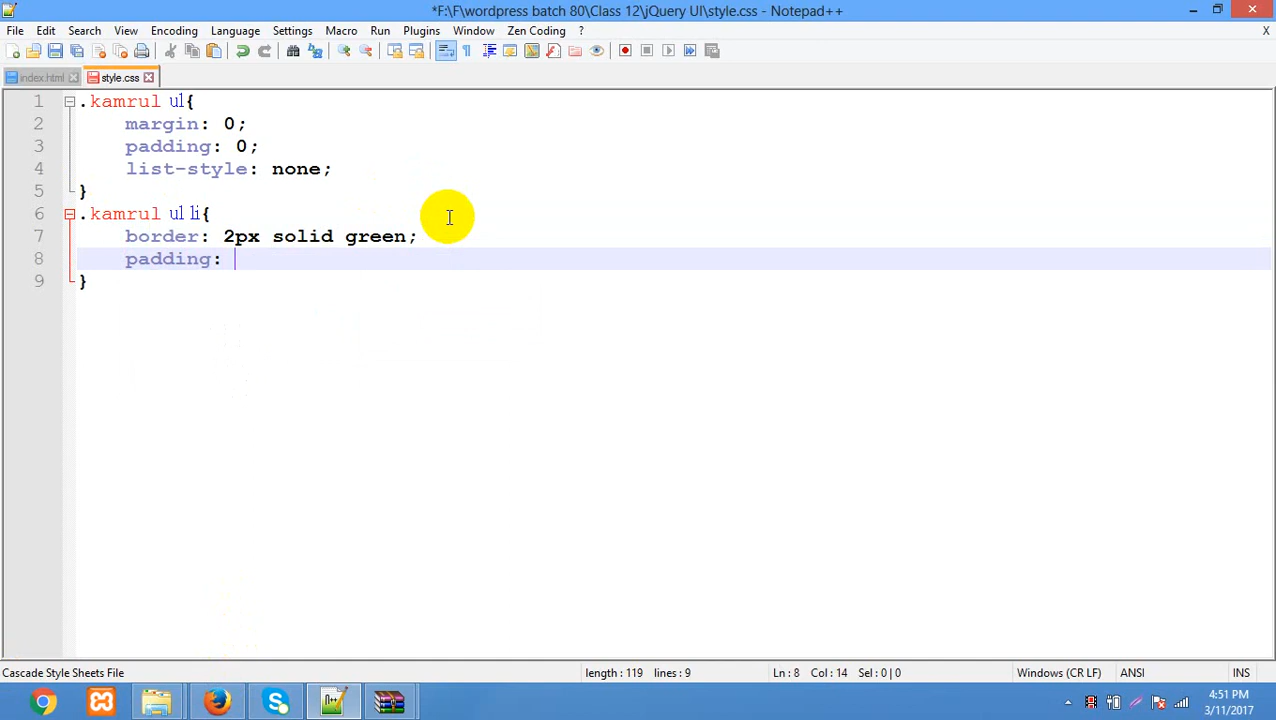 *F:\F\wordpress batch 80\Class 12\jQuery UI\style.css - Notepad++
File Edit Search View Encoding Language Settings Macro Run Plugins Window Zen Coding ? X
index.html style.css
1 .kamrul ul{
2 margin: 0;
3 padding: 0;
4 list-style: none;
5 }
6 .kamrul ul li{
7 border: 2px solid green;
8 padding:
9 }
Cascade Style Sheets File length : 119 lines : 9 Ln : 8 Col : 14 Sel : 0 | 0 Windows (CR LF) ANSI INS
4:51 PM
3/11/2017